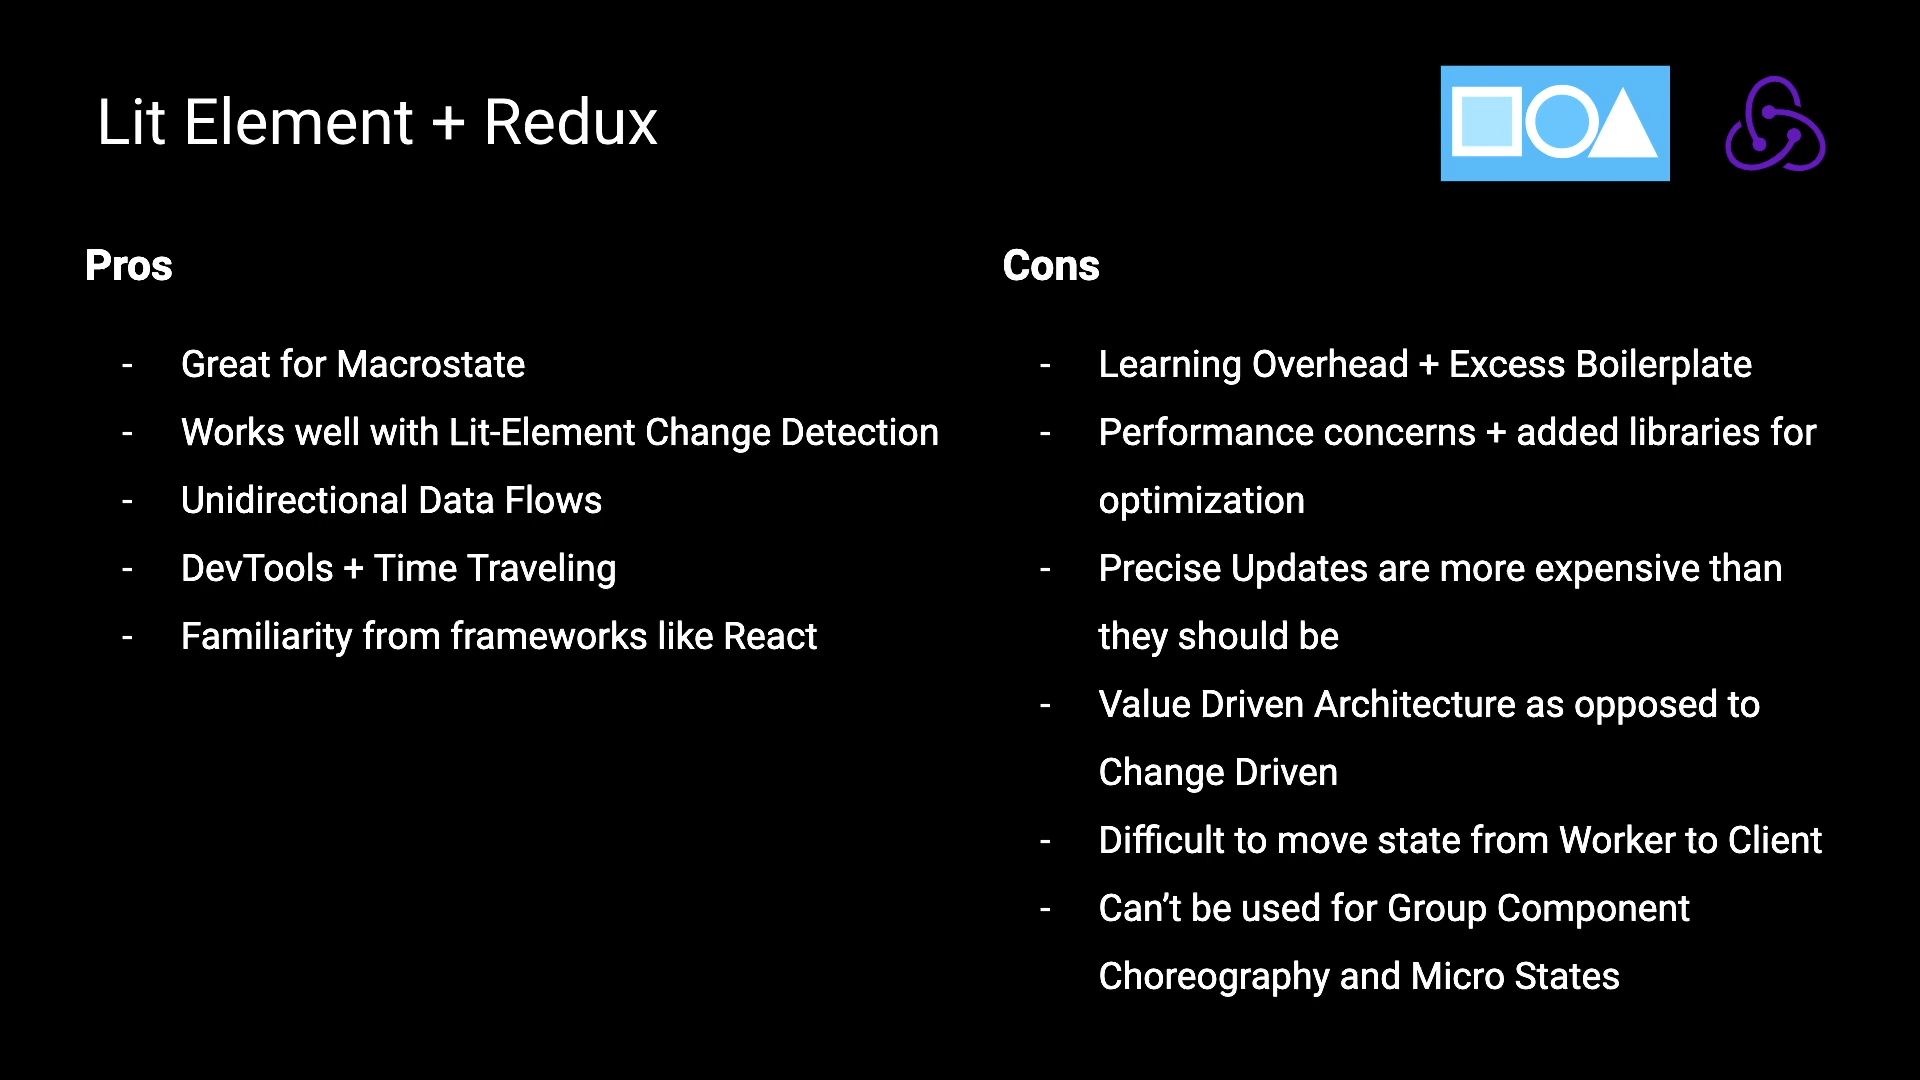 Lit Element + Redux
Pros
- Great for Macrostate
- Works well with Lit-Element Change Detection
- Unidirectional Data Flows
- DevTools + Time Traveling
- Familiarity from frameworks like React
Cons
- Learning Overhead + Excess Boilerplate
- Performance concerns + added libraries for
optimization
- Precise Updates are more expensive than
they should be
- Value Driven Architecture as opposed to
Change Driven
- Difficult to move state from Worker to Client
- Can’t be used for Group Component
Choreography and Micro States